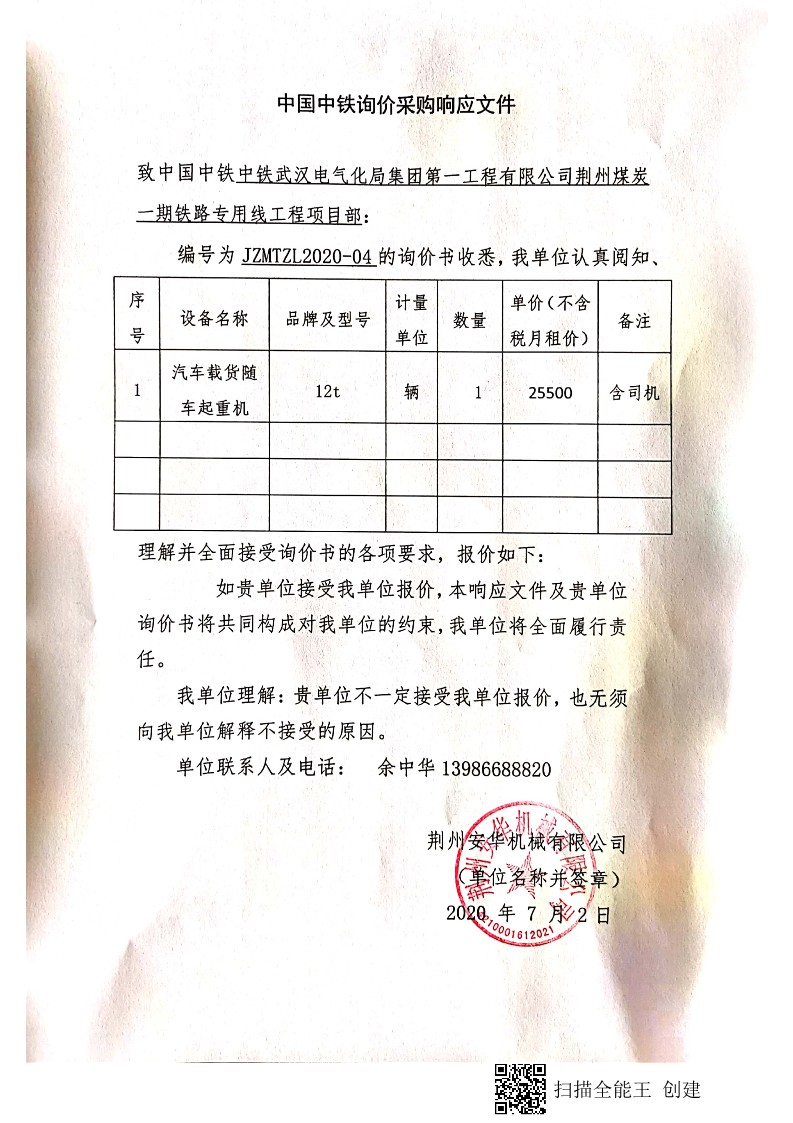 中国中铁询价采购响应文件
致中国中铁中铁武汉电气化局集团第一工程有限公司荆州煤炭
一期铁路专用线工程项目部：
编号为 JZMTZL2020-04 的询价书收悉，我单位认真阅知、
序号 设备名称 品牌及型号 计量单位 数量 单价（不含税月租价） 备注
1 汽车载货随车起重机 12t 辆 1 25500 含司机
理解并全面接受询价书的各项要求，报价如下：
如贵单位接受我单位报价，本响应文件及贵单位
询价书将共同构成对我单位的约束，我单位将全面履行责
任。
我单位理解：贵单位不一定接受我单位报价，也无须
向我单位解释不接受的原因。
单位联系人及电话： 余中华 13986688820
荆州安华机械有限公司
（单位名称并签章）
2020 年 7 月 2 日
荆州安华机械有限公司
扫描全能王 创建